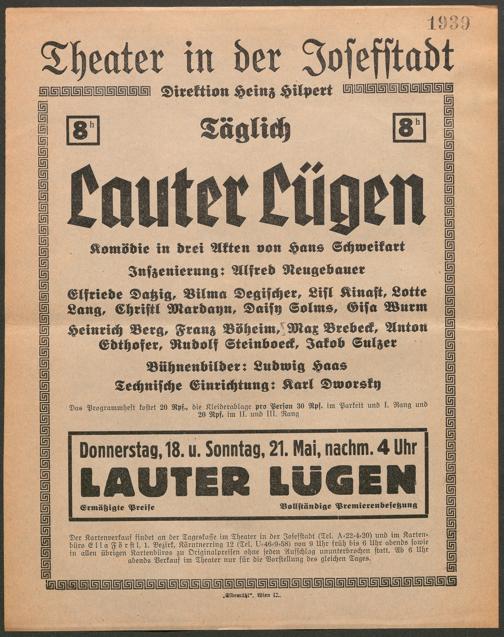 1939
Theater in der Josefstadt
Direktion Heinz Hilpert
8h Täglich 8h
Lauter Lügen
Komödie in drei Akten von Hans Schweikart
Inszenierung: Alfred Neugebauer
Elfriede Datzig, Vilma Degischer, Lisl Kinast, Lotte
Lang, Christl Mardayn, Daisy Solms, Gisa Wurm
Heinrich Berg, Franz Böheim, Max Brebeck, Anton
Edthofer, Rudolf Steinboeck, Jakob Sulzer
Bühnenbilder: Ludwig Haas
Technische Einrichtung: Karl Dworsky
Das Programmheft kostet 20 Rpf., die Kleiderablage pro Person 30 Rpf. im Parkett und I. Rang und
20 Rpf. im II. und III. Rang
Donnerstag, 18. u. Sonntag, 21. Mai, nachm. 4 Uhr
LAUTER LÜGEN
Ermäßigte Preise Vollständige Premierenbesetzung
Der Kartenverkauf findet an der Tageskasse im Theater in der Josefstadt (Tel. A-22-4-20) und im Karten-
büro Ella Förstl, 1. Bezirk, Kärntnerring 12 (Tel. U-46-9-58) von 9 Uhr früh bis 6 Uhr abends sowie
in allen übrigen Kartenbüros zu Originalpreisen ohne jeden Aufschlag ununterbrochen statt. Ab 6 Uhr
abends Verkauf im Theater nur für die Vorstellung des gleichen Tages.
„Elbemühl“, Wien